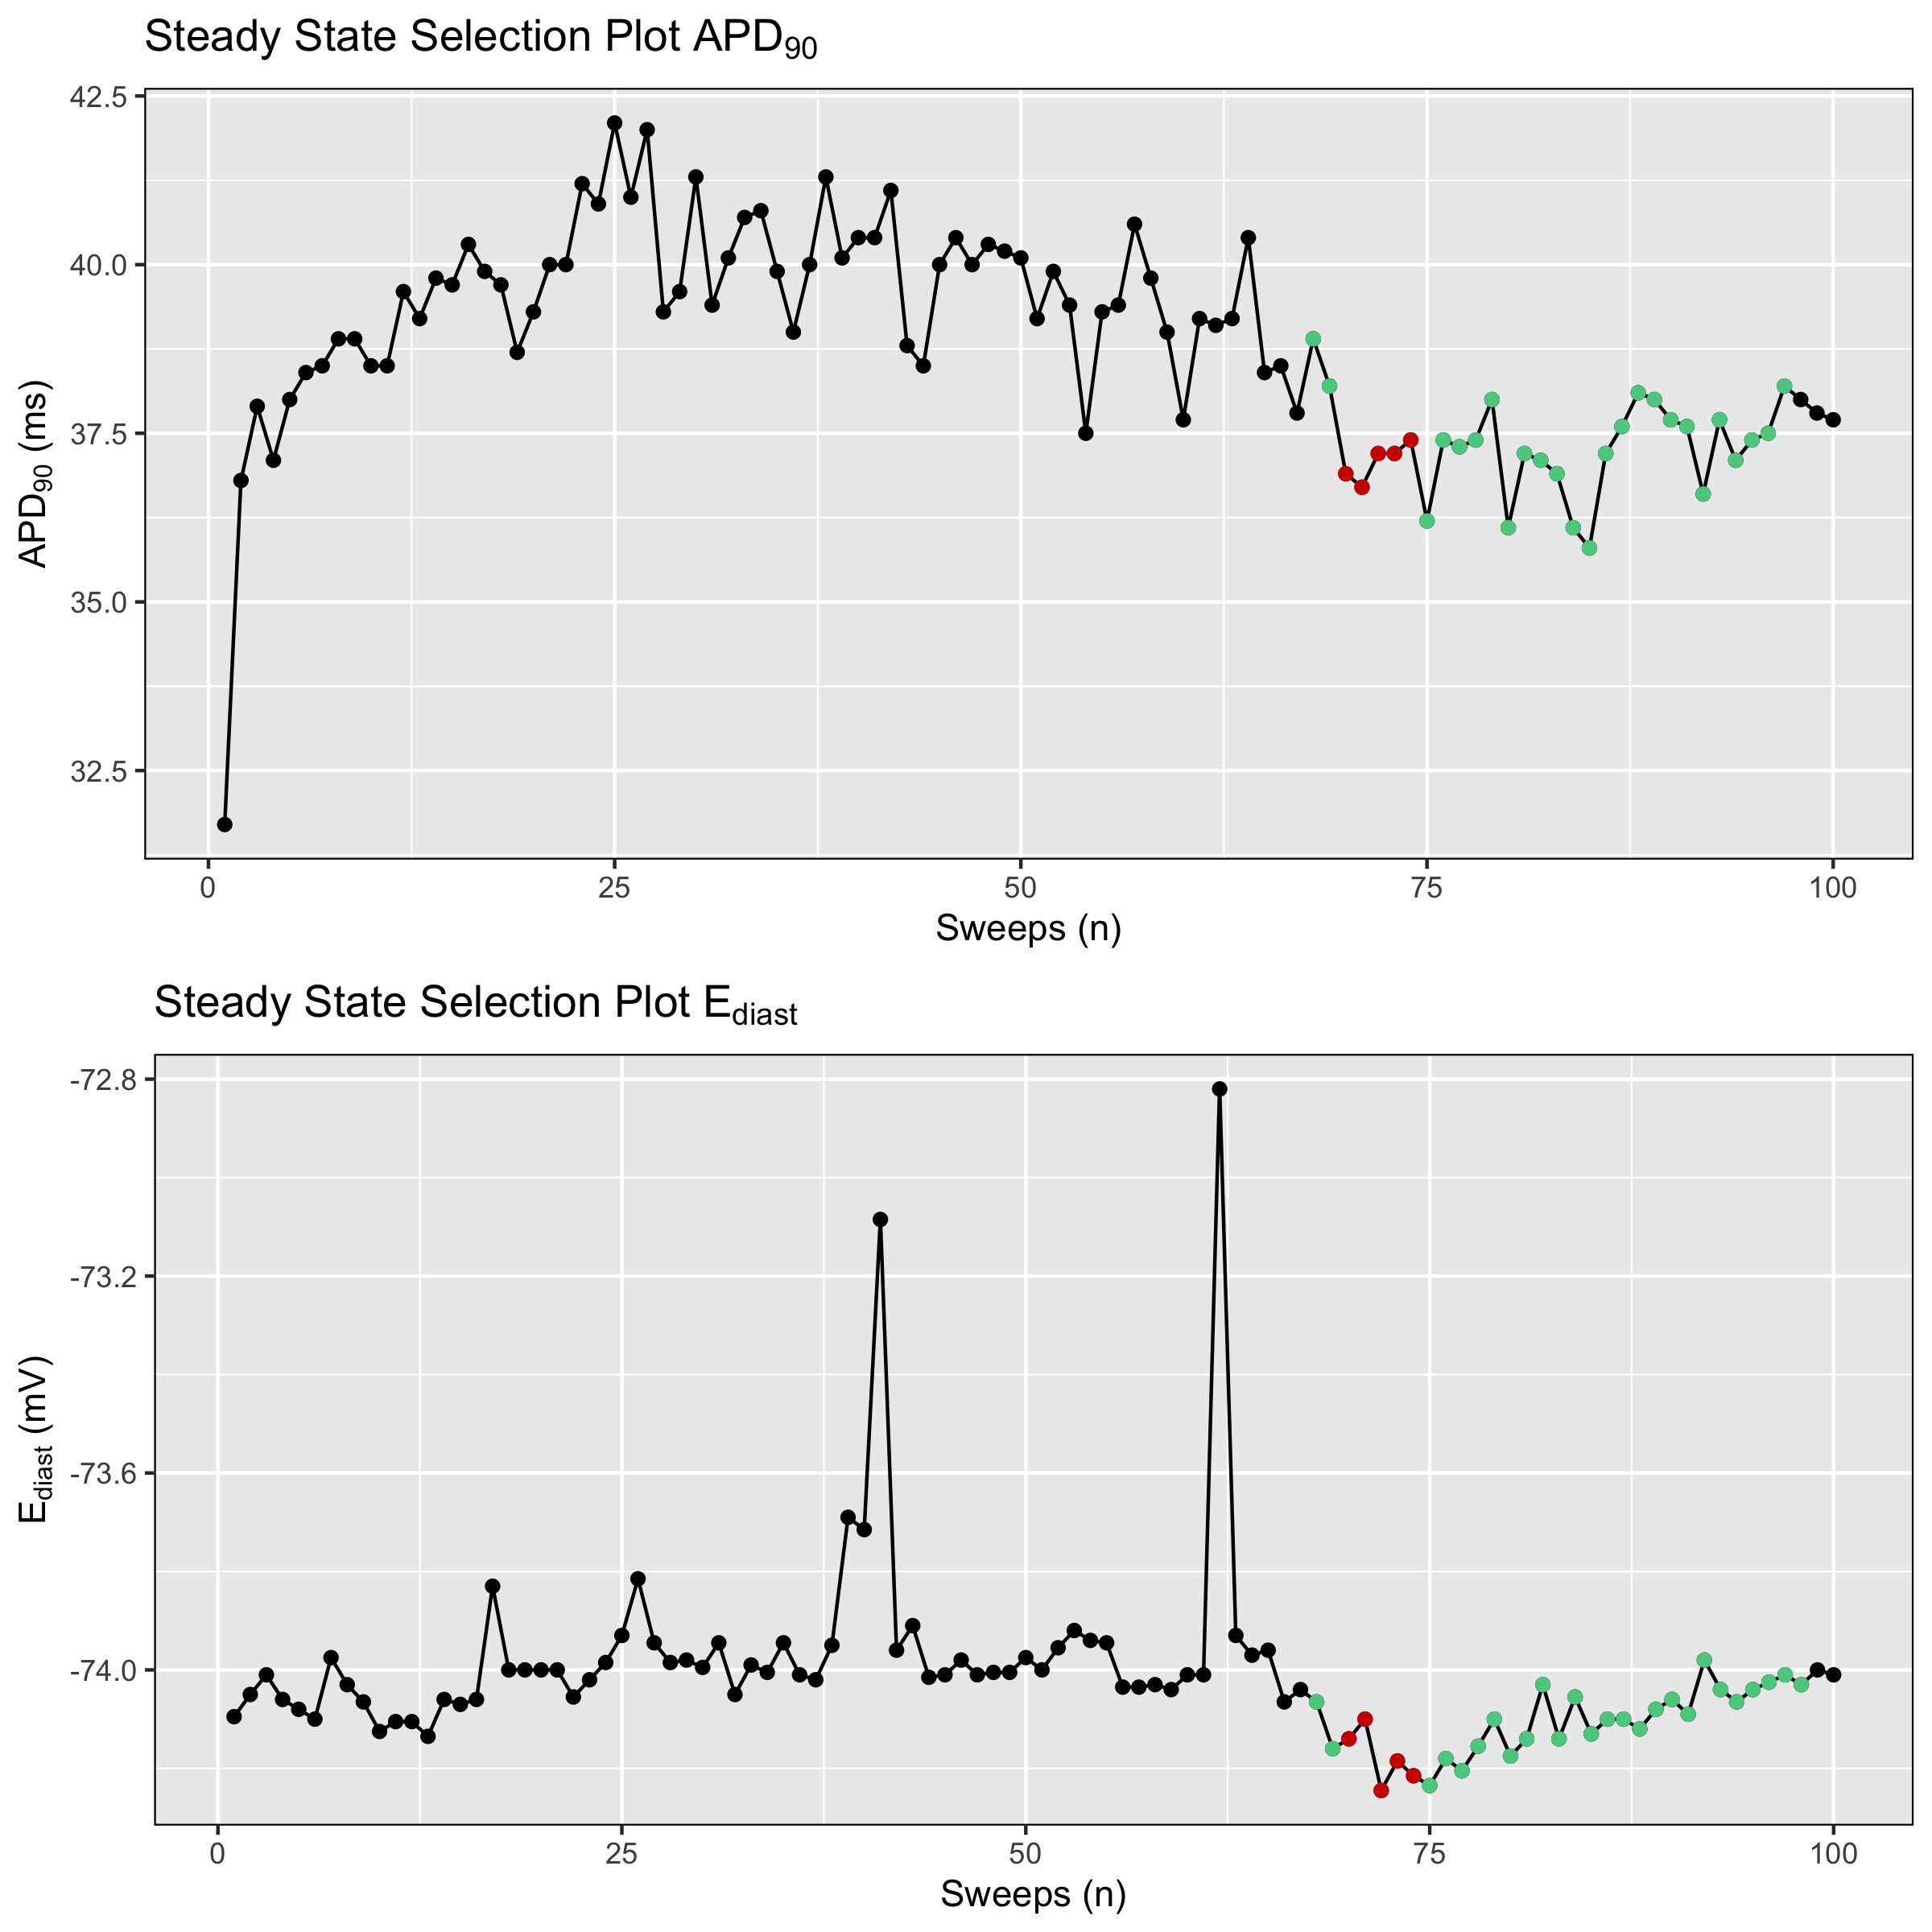 Steady State Selection Plot APD90
42.5
40.0
37.5
35.0
32.5
APD90 (ms)
0 25 50 75 100
Sweeps (n)
Steady State Selection Plot Ediast
-72.8
-73.2
-73.6
-74.0
Ediast (mV)
0 25 50 75 100
Sweeps (n)